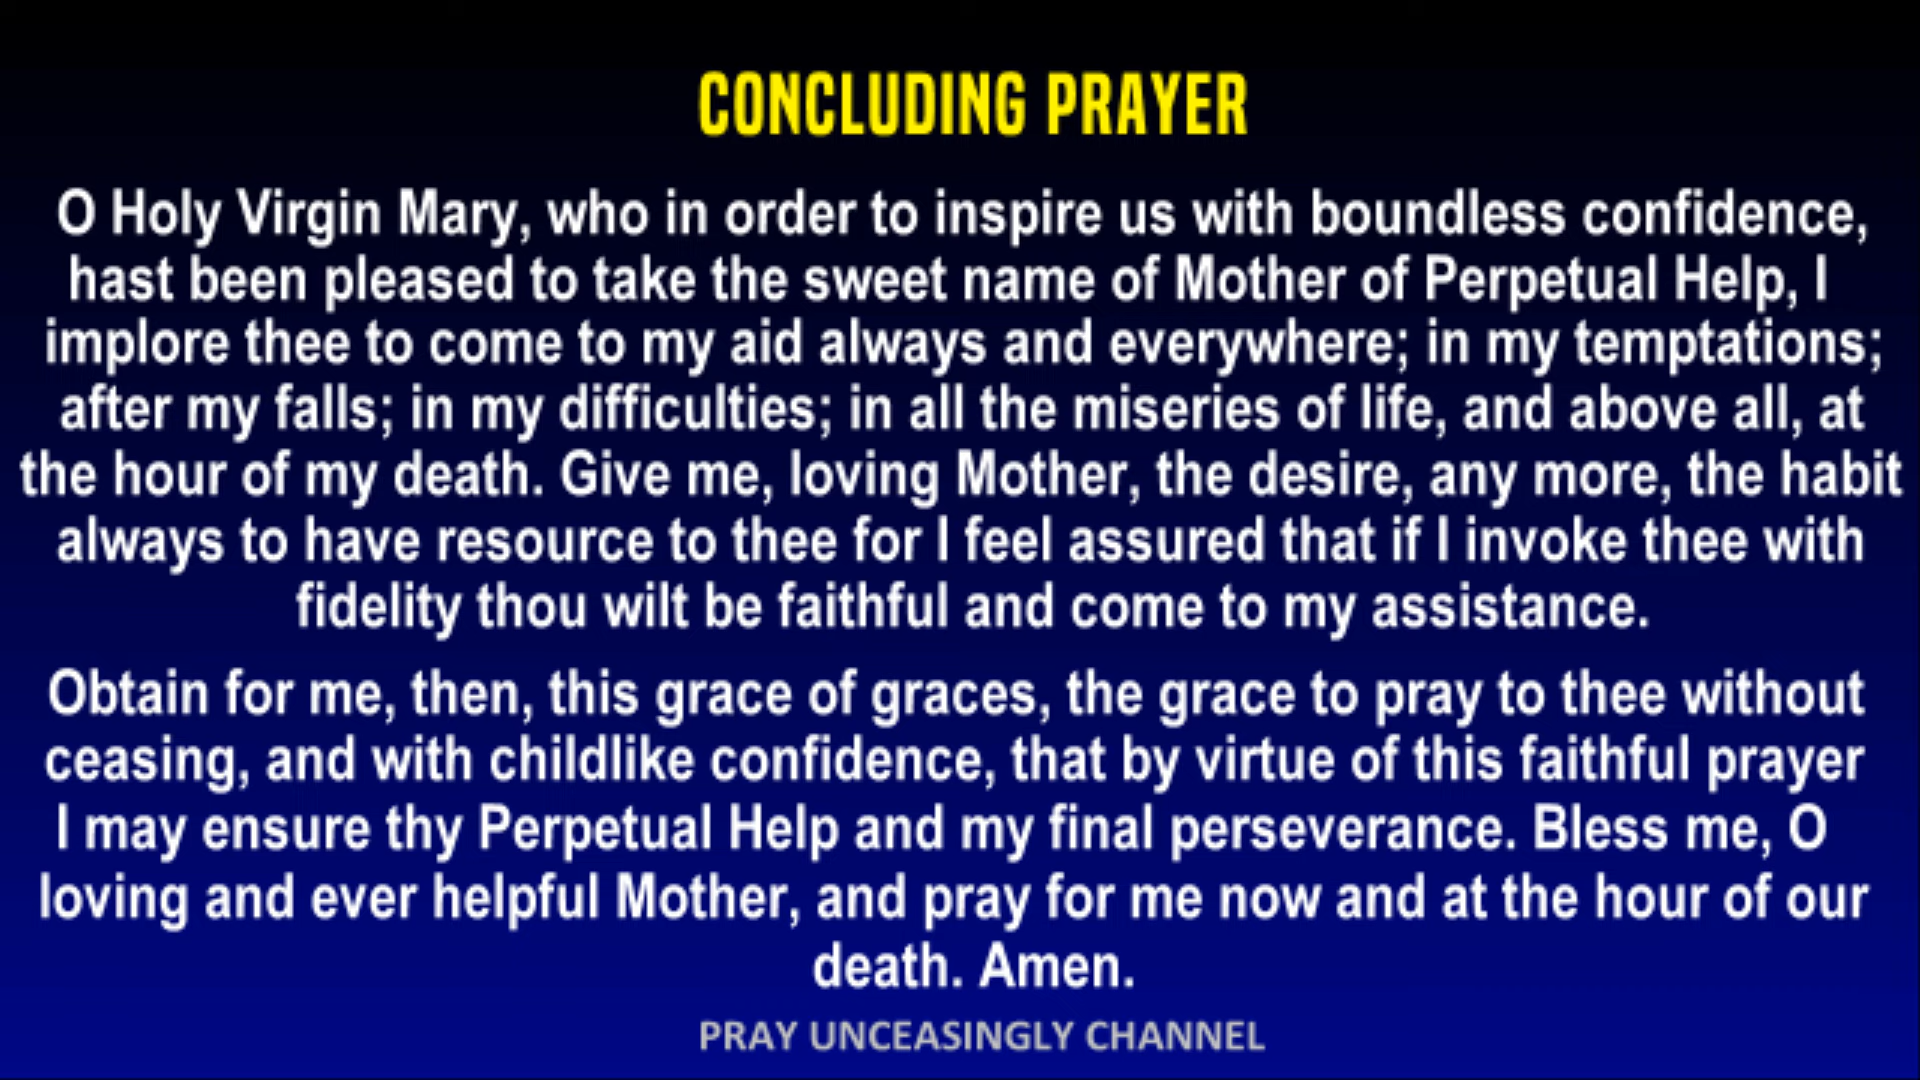 CONCLUDING PRAYER
O Holy Virgin Mary, who in order to inspire us with boundless confidence,
hast been pleased to take the sweet name of Mother of Perpetual Help, I
implore thee to come to my aid always and everywhere; in my temptations;
after my falls; in my difficulties; in all the miseries of life, and above all, at
the hour of my death. Give me, loving Mother, the desire, any more, the habit
always to have resource to thee for I feel assured that if I invoke thee with
fidelity thou wilt be faithful and come to my assistance.
Obtain for me, then, this grace of graces, the grace to pray to thee without
ceasing, and with childlike confidence, that by virtue of this faithful prayer
I may ensure thy Perpetual Help and my final perseverance. Bless me, O
loving and ever helpful Mother, and pray for me now and at the hour of our
death. Amen.
PRAY UNCEASINGLY CHANNEL